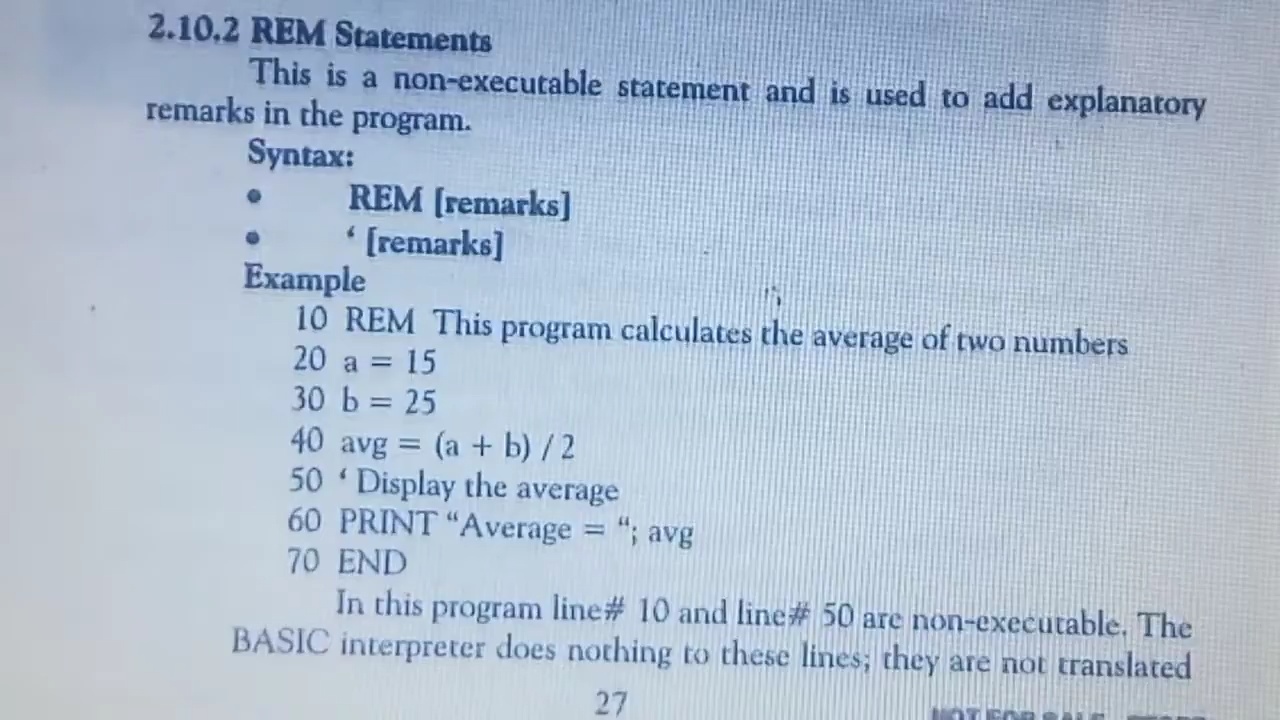 2.10.2 REM Statements
This is a non-executable statement and is used to add explanatory
remarks in the program.
Syntax:
• REM [remarks]
• ‘ [remarks]
Example
10 REM This program calculates the average of two numbers
20 a = 15
30 b = 25
40 avg = (a + b) / 2
50 ‘ Display the average
60 PRINT “Average = “; avg
70 END
In this program line# 10 and line# 50 are non-executable. The
BASIC interpreter does nothing to these lines; they are not translated
27
NOT FOR SALE